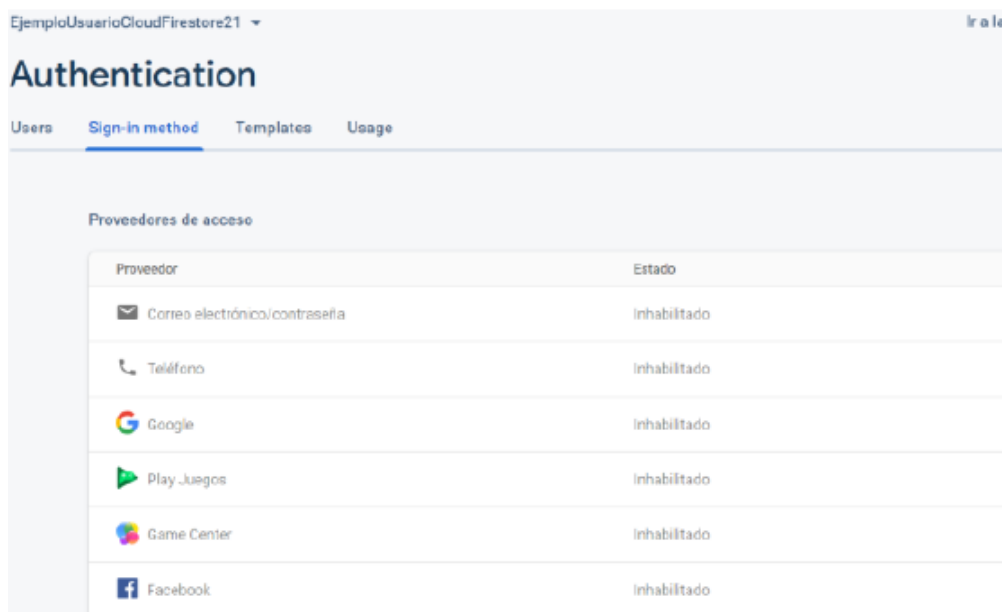 EjemploUsuarioCloudFirestore21 Ir a la
Authentication
Users Sign-in method Templates Usage
Proveedores de acceso
Proveedor Estado
Correo electrónico/contraseña Inhabilitado
Teléfono Inhabilitado
Google Inhabilitado
Play Juegos Inhabilitado
Game Center Inhabilitado
Facebook Inhabilitado